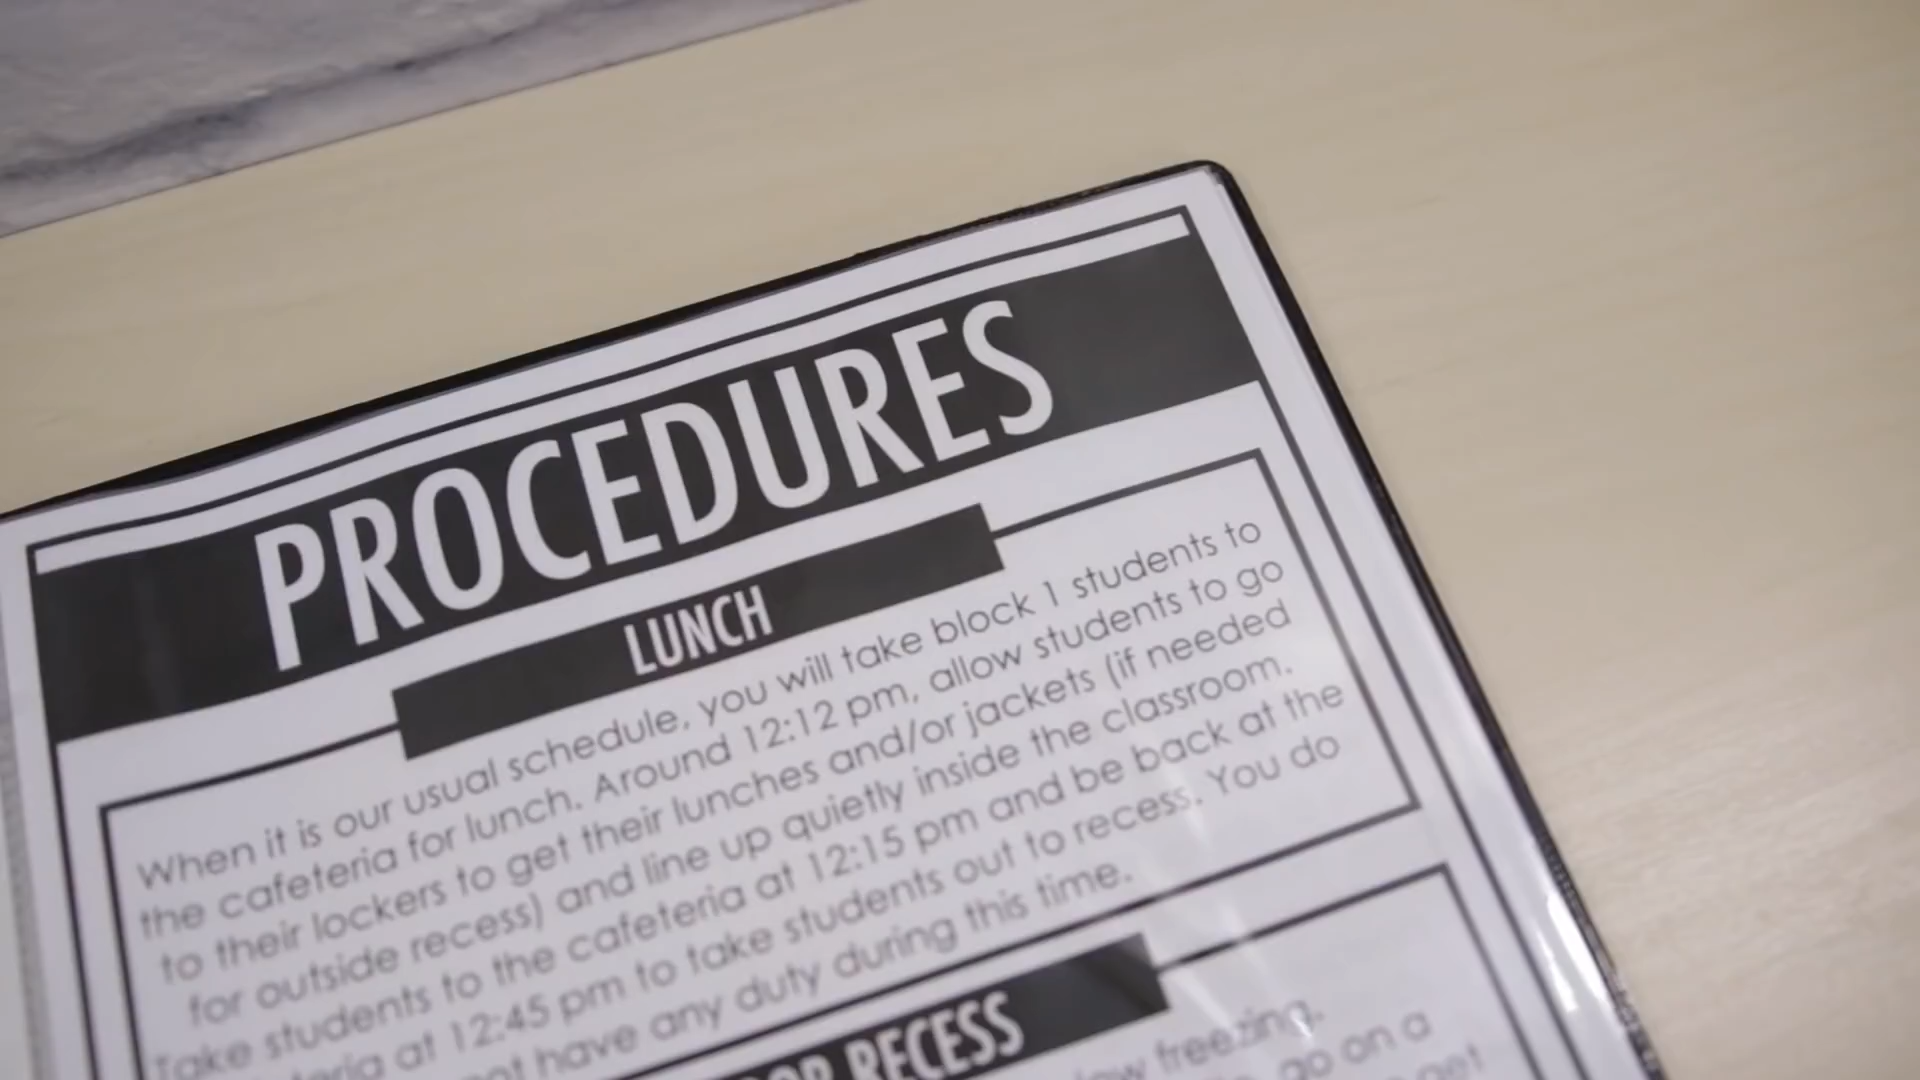 PROCEDURES
LUNCH
When it is our usual schedule, you will take block 1 students to
the cafeteria for lunch. Around 12:12 pm, allow students to go
to their lockers to get their lunches and/or jackets (if needed
for outside recess) and line up quietly inside the classroom.
Take students to the cafeteria at 12:15 pm and be back at the
at 12:45 pm to take students out to recess. You do
have any duty during this time.
RECESS
freezing.
go on a
get